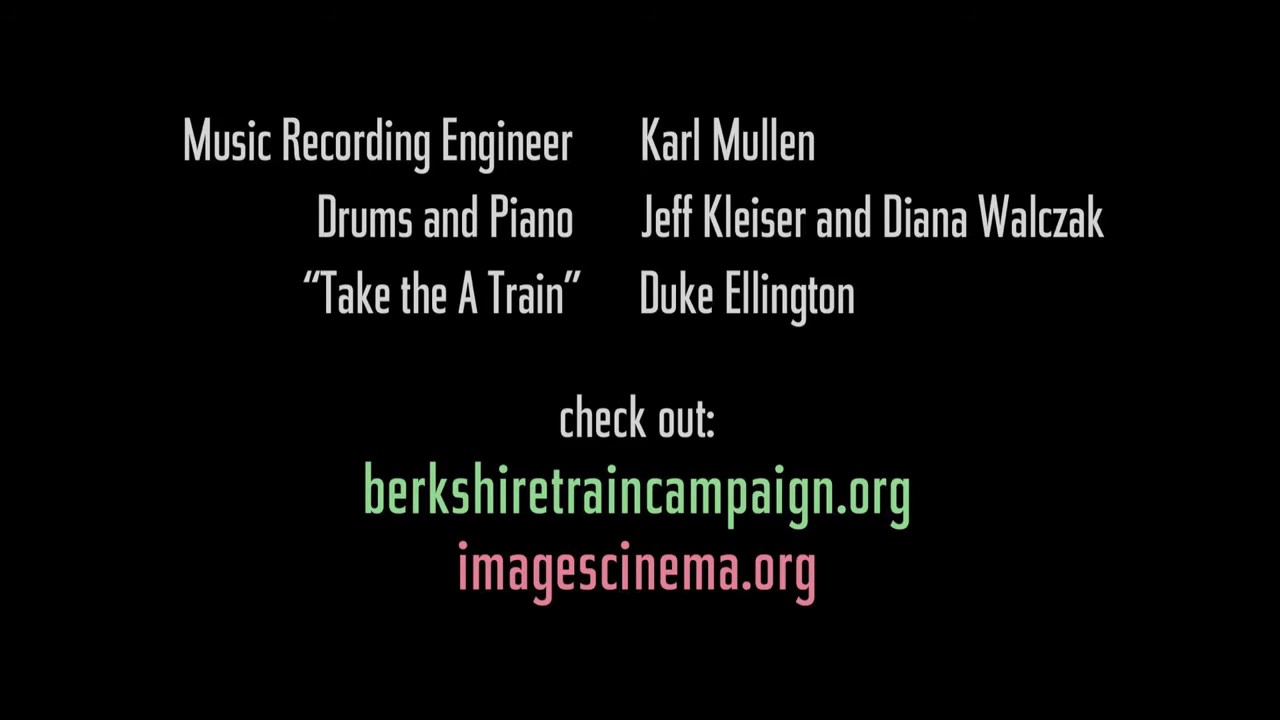 Music Recording Engineer Karl Mullen
Drums and Piano Jeff Kleiser and Diana Walczak
“Take the A Train” Duke Ellington
check out:
berkshiretraincampaign.org
imagescinema.org